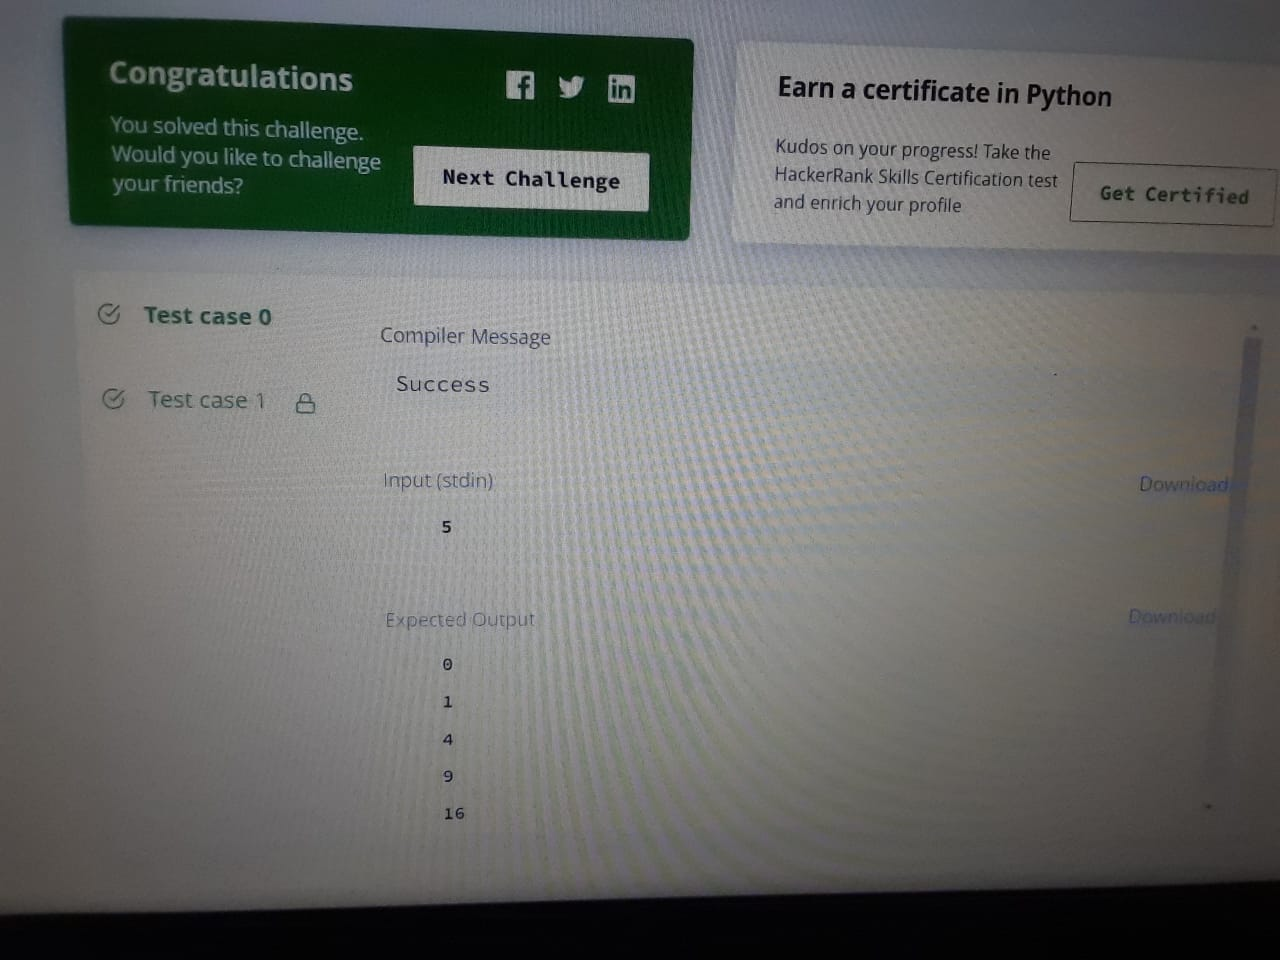 Congratulations
You solved this challenge.
Would you like to challenge
your friends?
Next Challenge
Earn a certificate in Python
Kudos on your progress! Take the
HackerRank Skills Certification test
and enrich your profile
Get Certified
Test case 0
Test case 1
Compiler Message
Success
Input (stdin)
Download
5
Expected Output
Download
0
1
4
9
16